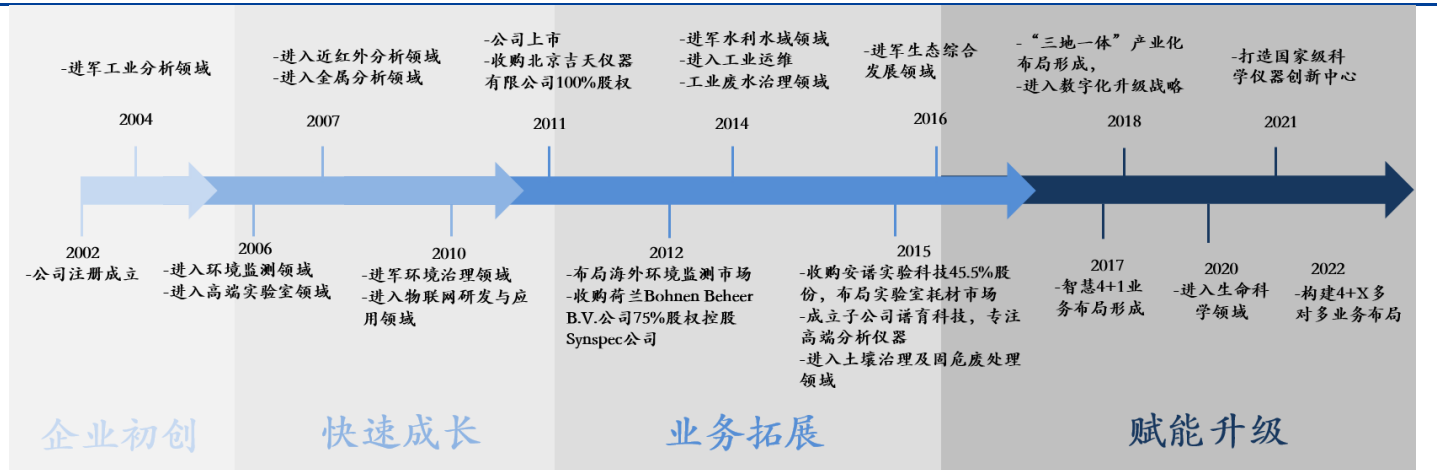 -进军工业分析领域
2004
-进入近红外分析领域
-进入金属分析领域
2007
-公司上市
-收购北京吉天仪器
有限公司100%股权
2011
-进军水利水域领域
-进入工业运维
-工业废水治理领域
2014
-进军生态综合
发展领域
2016
-“三地一体”产业化
布局形成，
-进入数字化升级战略
2018
-打造国家级科
学仪器创新中心
2021
2002
-公司注册成立
2006
-进入环境监测领域
-进入高端实验室领域
2010
-进军环境治理领域
-进入物联网研发与应
用领域
2012
-布局海外环境监测市场
-收购荷兰Bohnen Beheer
B.V.公司75%股权控股
Synspec公司
2015
-收购安谱实验科技45.5%股
份，布局实验室耗材市场
-成立子公司谱育科技，专注
高端分析仪器
-进入土壤治理及固危废处理
领域
2017
-智慧4+1业
务布局形成
2020
-进入生命科
学领域
2022
-构建4+X多
对多业务布局
企业初创
快速成长
业务拓展
赋能升级